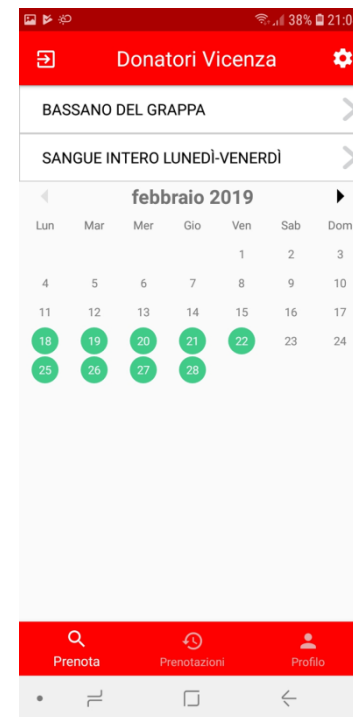 38% 21:0
Donatori Vicenza
BASSANO DEL GRAPPA
SANGUE INTERO LUNEDÌ-VENERDÌ
febbraio 2019
Lun Mar Mer Gio Ven Sab Dom
1 2 3
4 5 6 7 8 9 10
11 12 13 14 15 16 17
18 19 20 21 22 23 24
25 26 27 28
Prenota Prenotazioni Profilo